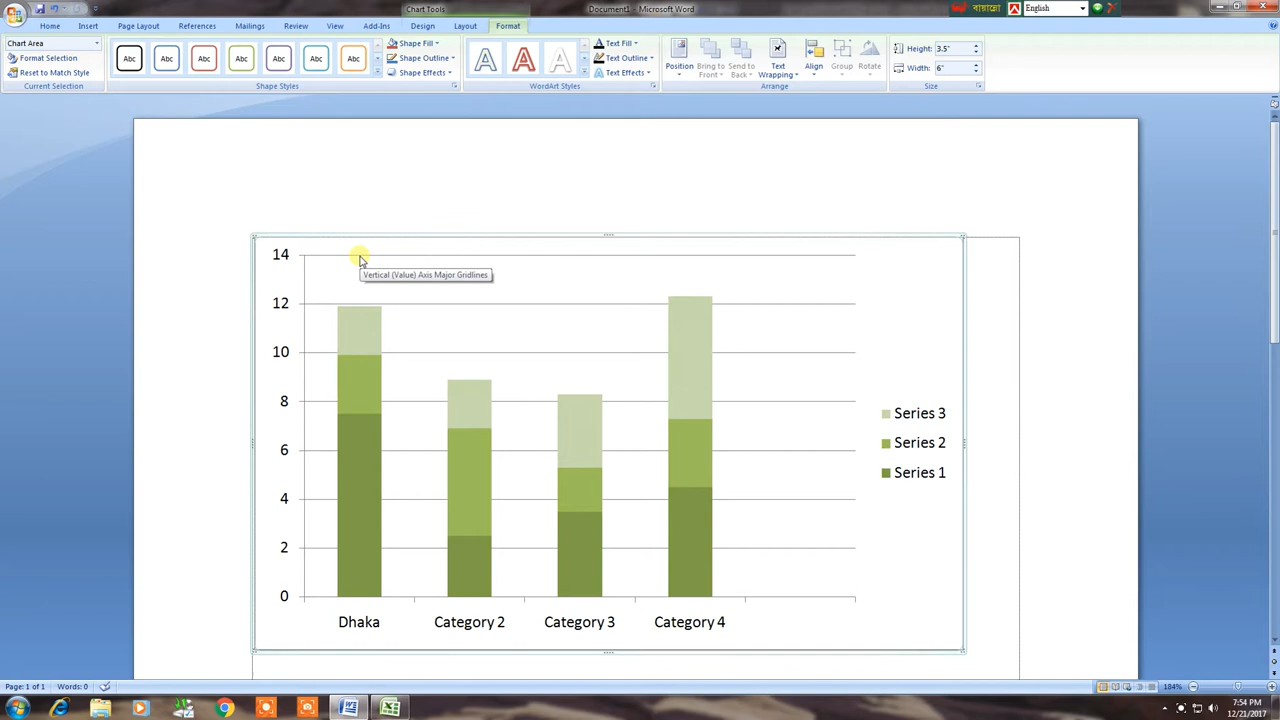 Chart Tools
Document1 - Microsoft Word
বায়ান্নো
English
Home
Insert
Page Layout
References
Mailings
Review
View
Add-Ins
Design
Layout
Format
Chart Area
Format Selection
Reset to Match Style
Current Selection
Abc
Abc
Abc
Abc
Abc
Abc
Abc
Shape Fill
Shape Outline
Shape Effects
Shape Styles
Text Fill
Text Outline
Text Effects
WordArt Styles
Position
Bring to Front
Send to Back
Text Wrapping
Align
Group
Rotate
Arrange
Height: 3.5"
Width: 6"
Size
14
12
10
8
6
4
2
0
Vertical (Value) Axis Major Gridlines
Series 3
Series 2
Series 1
Dhaka
Category 2
Category 3
Category 4
Page: 1 of 1
Words: 0
184%
7:54 PM
12/21/2017